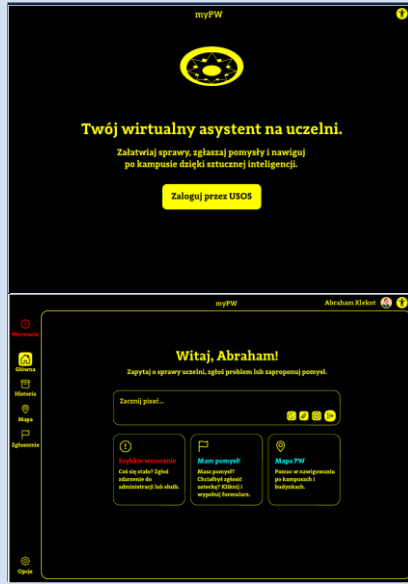 myPW
Twój wirtualny asystent na uczelni.
Załatwiaj sprawy, zgłaszaj pomysły i nawiguj
po kampusie dzięki sztucznej inteligencji.
Zaloguj przez USOS
myPW
Abraham Klekot
Wezwanie
Główna
Historia
Mapa
Zgłoszenie
Opcje
Witaj, Abraham!
Zapytaj o sprawy uczelni, zgłoś problem lub zaproponuj pomysł.
Zacznij pisać...
Szybkie wezwanie
Coś się stało? Zgłoś
zdarzenie do
administracji lub służb.
Mam pomysł!
Masz pomysł?
Chciałbyś zgłosić
usterkę? Kliknij i
wypełnij formularz.
Mapa PW
Pomoc w nawigowaniu
po kampusach i
budynkach.